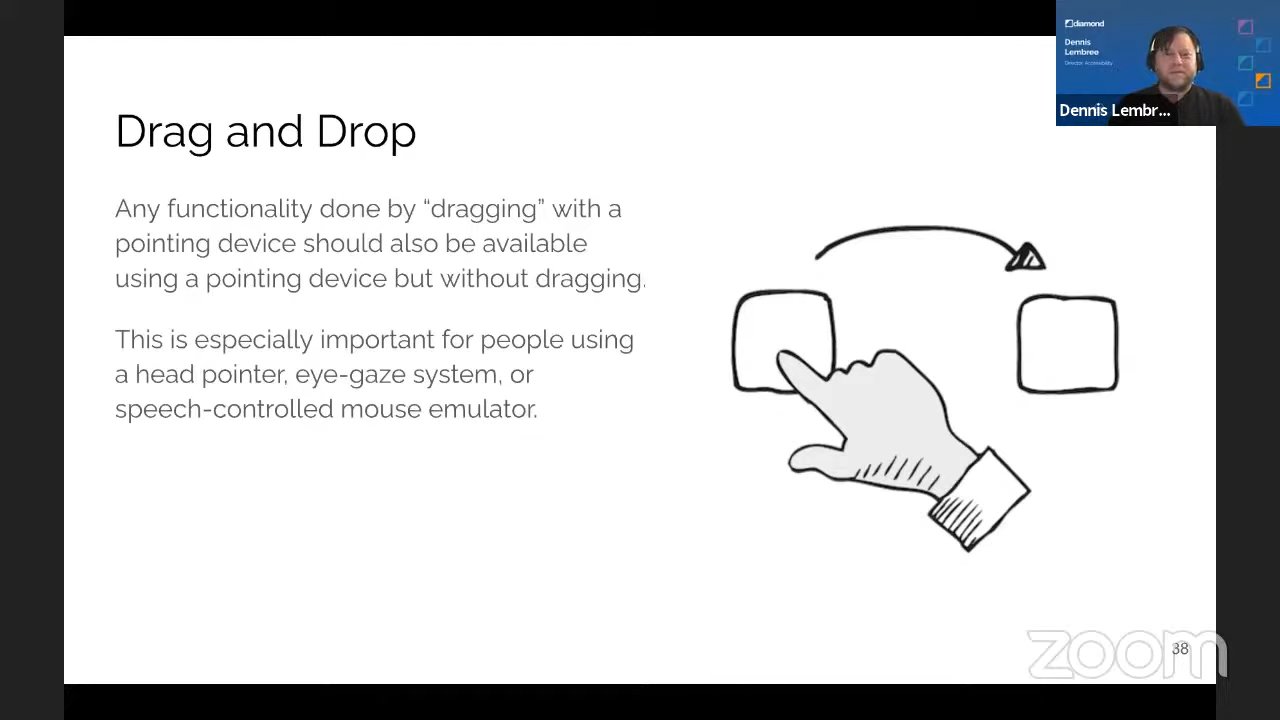 diamond
Dennis
Lembree
Director Accessibility
Dennis Lembr...
Drag and Drop
Any functionality done by “dragging” with a
pointing device should also be available
using a pointing device but without dragging.
This is especially important for people using
a head pointer, eye-gaze system, or
speech-controlled mouse emulator.
38
zoom